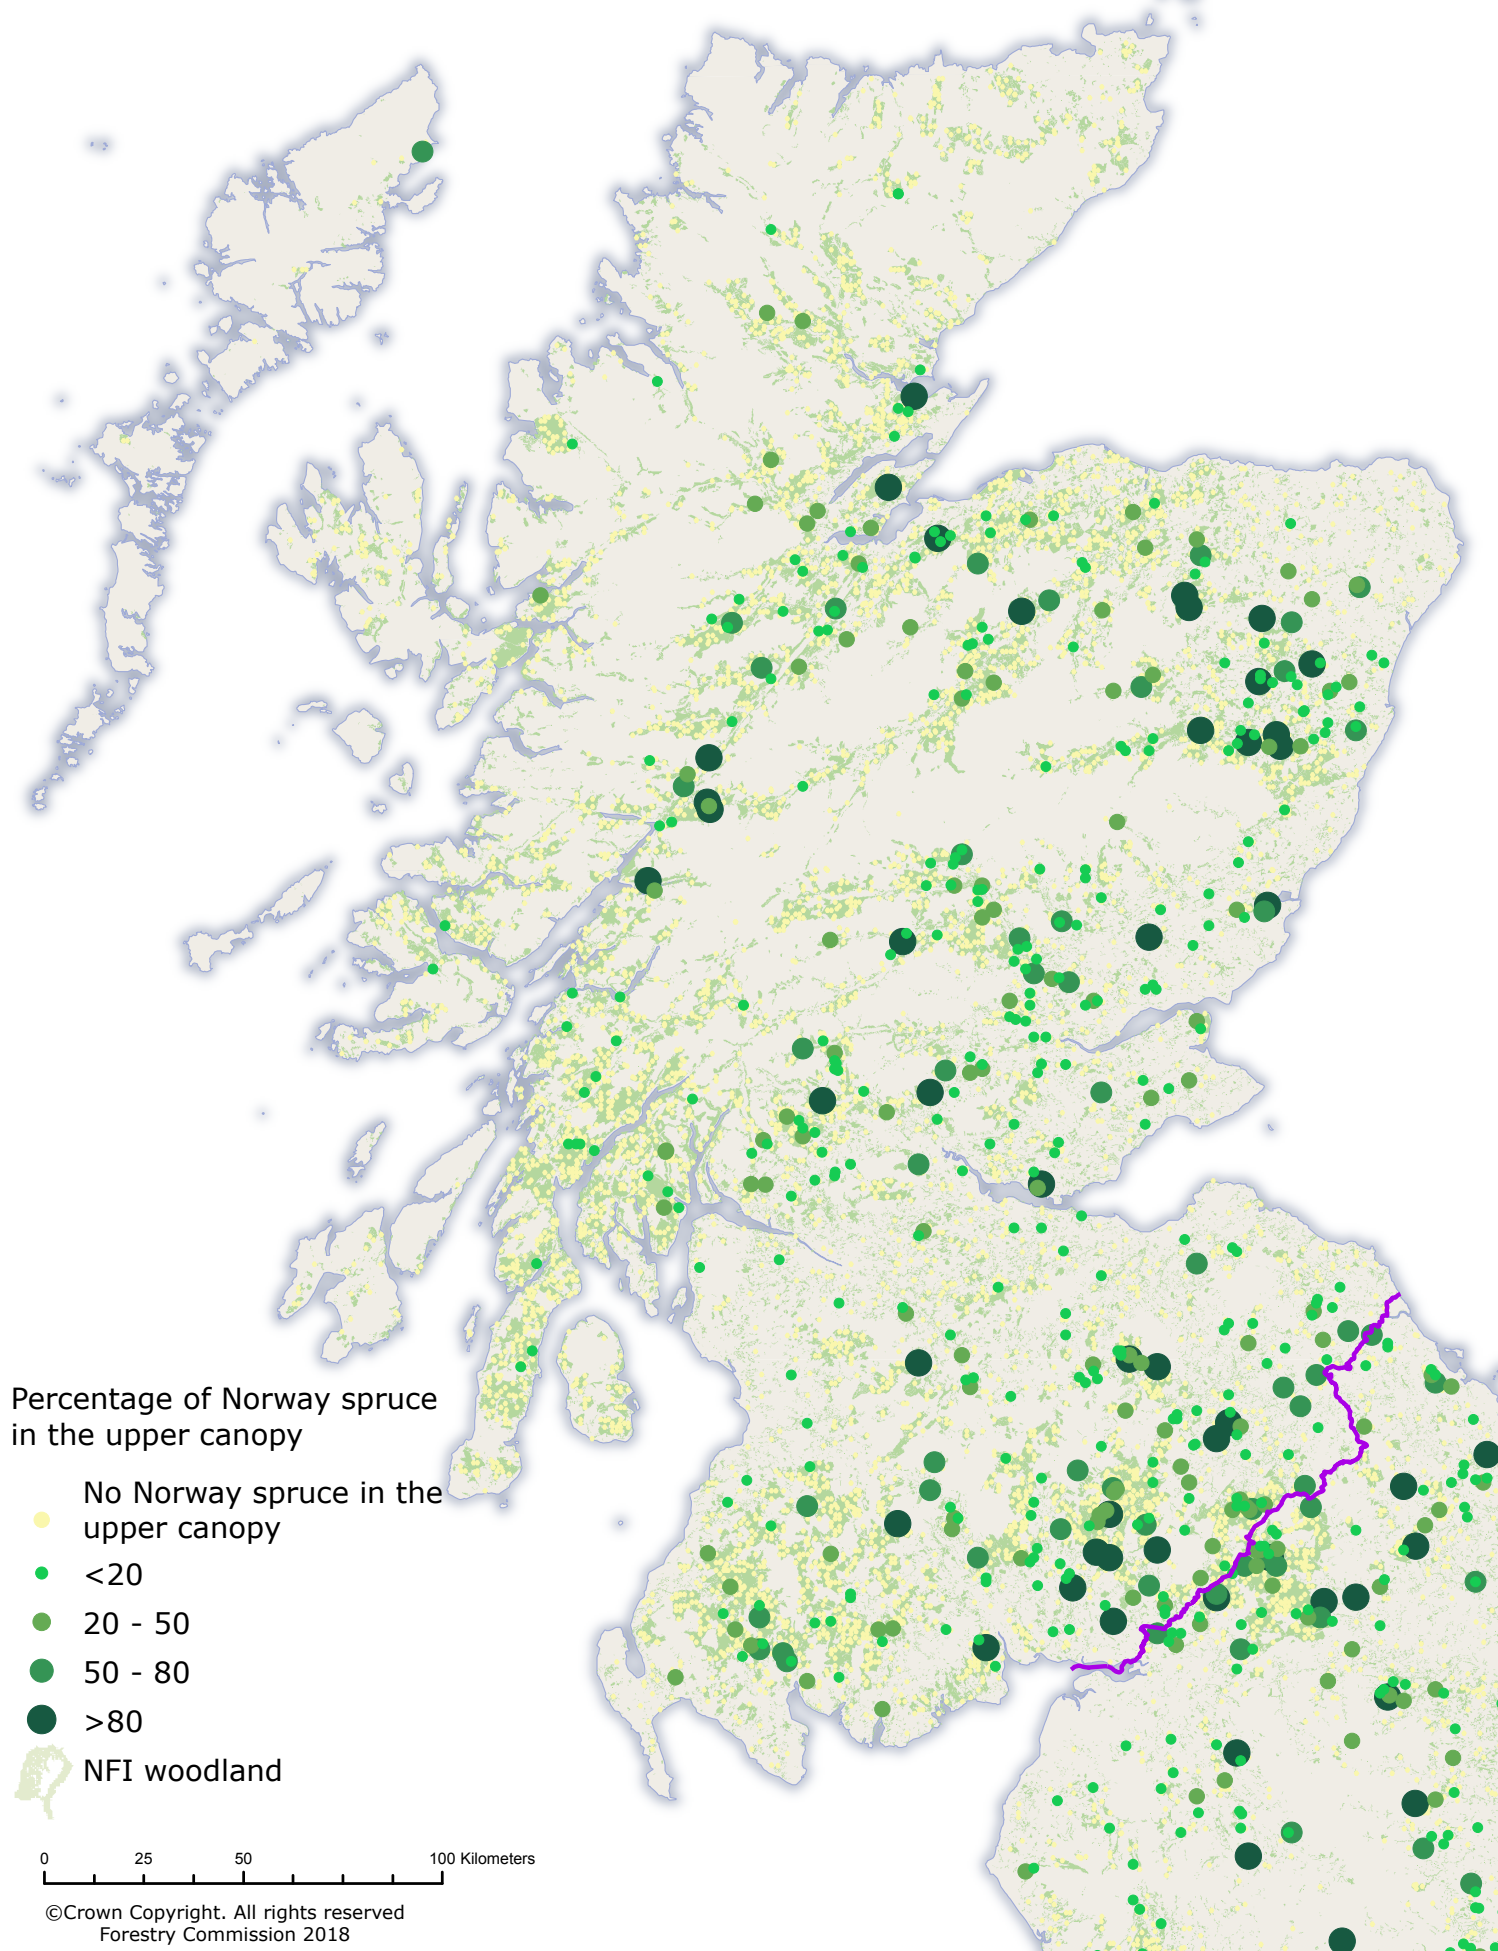 Percentage of Norway spruce
in the upper canopy
No Norway spruce in the
upper canopy
<20
20 - 50
50 - 80
>80
NFI woodland
0 25 50 100 Kilometers
©Crown Copyright. All rights reserved
Forestry Commission 2018